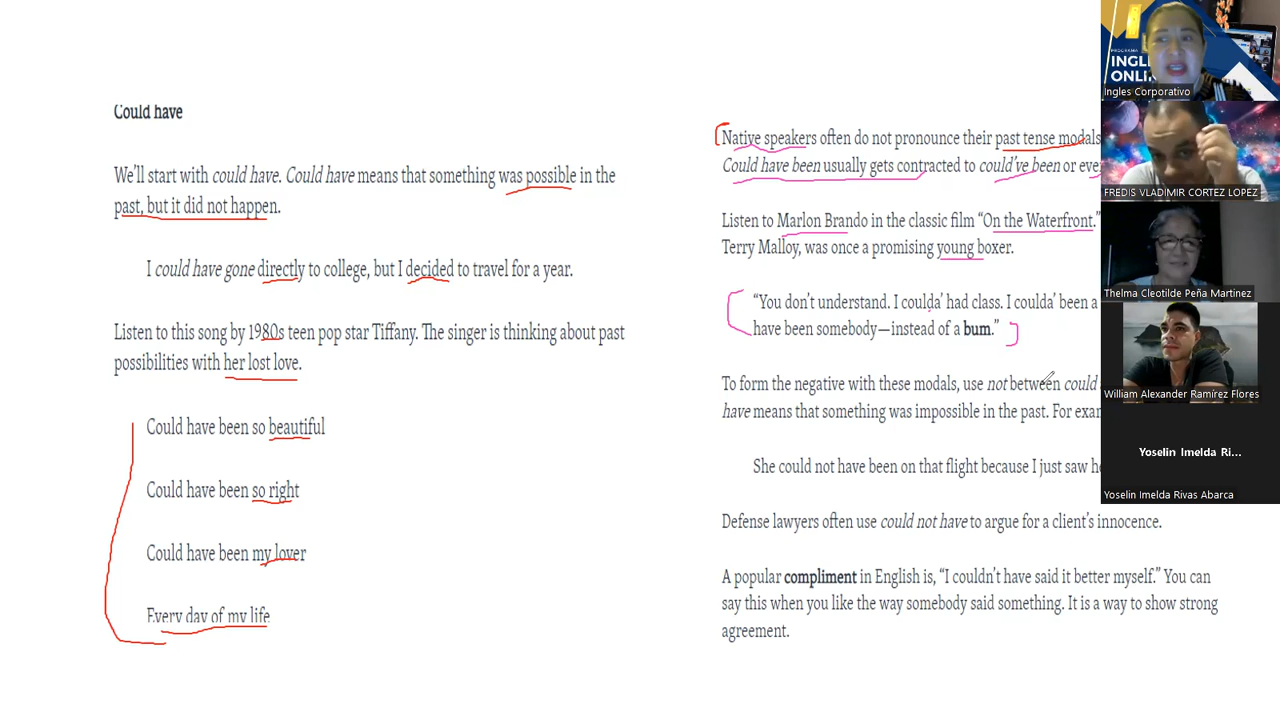 Could have
We'll start with could have. Could have means that something was possible in the
past, but it did not happen.
I could have gone directly to college, but I decided to travel for a year.
Listen to this song by 1980s teen pop star Tiffany. The singer is thinking about past
possibilities with her lost love.
Could have been so beautiful
Could have been so right
Could have been my lover
Every day of my life
Native speakers often do not pronounce their past tense modals
Could have been usually gets contracted to could've been or
Listen to Marlon Brando in the classic film “On the Waterfront.”
Terry Malloy, was once a promising young boxer.
“You don't understand. I coulda' had class. I coulda' been a
have been somebody—instead of a bum.”
To form the negative with these modals, use not between could
have means that something was impossible in the past. For
She could not have been on that flight because I just saw
Defense lawyers often use could not have to argue for a client's innocence.
A popular compliment in English is, “I couldn't have said it better myself.” You can
say this when you like the way somebody said something. It is a way to show strong
agreement.
PROGRAMA
INGL
ONLI
Ingles Corporativo
FREDIS VLADIMIR CORTEZ LOPEZ
Thelma Cleotilde Peña Martinez
William Alexander Ramírez Flores
Yoselin Imelda Ri...
Yoselin Imelda Rivas Abarca